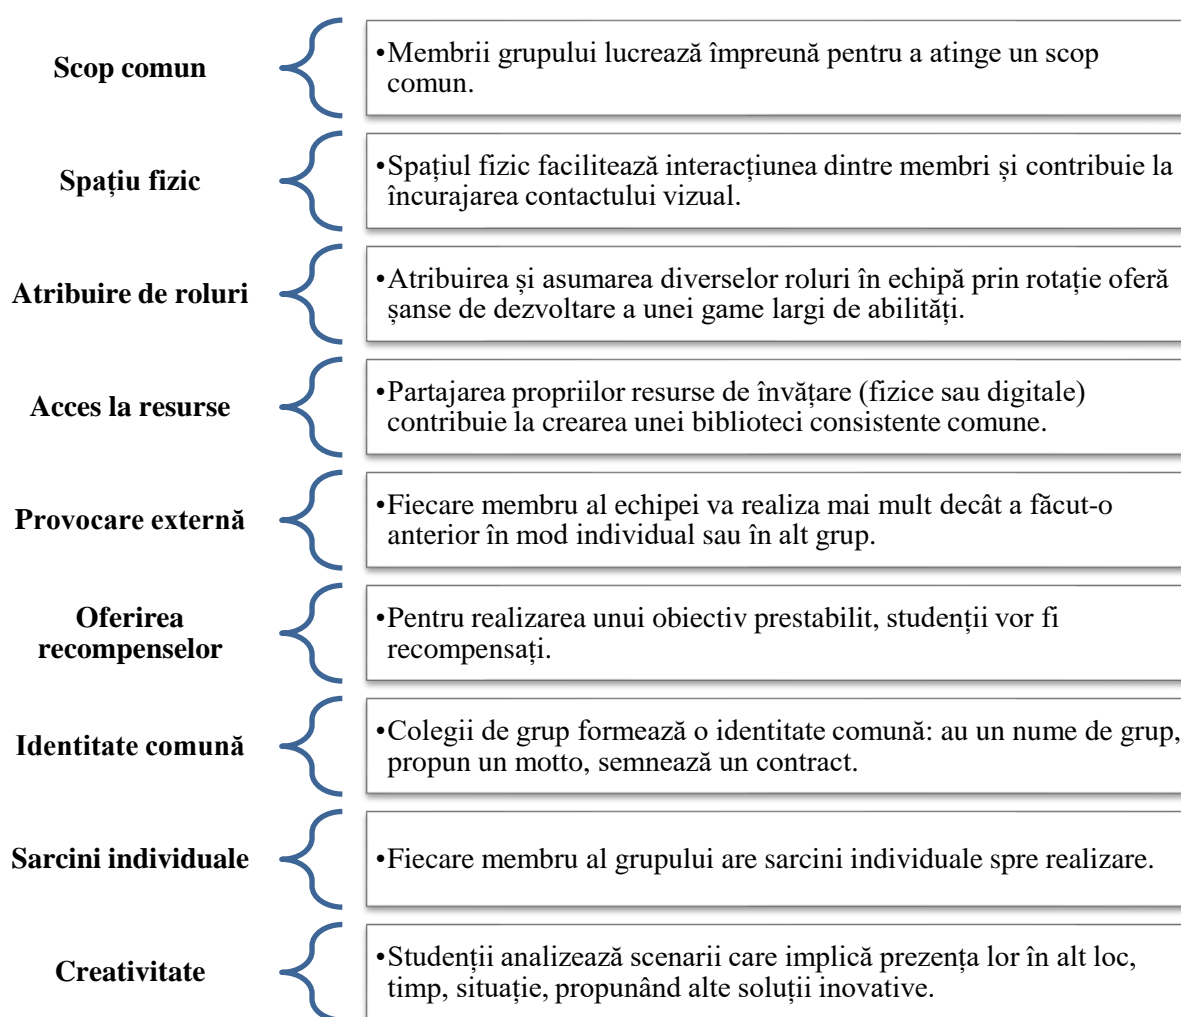 Scop comun
•Membrii grupului lucrează împreună pentru a atinge un scop
comun.
Spațiu fizic
•Spațiul fizic facilitează interacțiunea dintre membri și contribuie la
încurajarea contactului vizual.
Atribuire de roluri
•Atribuirea și asumarea diverselor roluri în echipă prin rotație oferă
șanse de dezvoltare a unei game largi de abilități.
Acces la resurse
•Partajarea propriilor resurse de învățare (fizice sau digitale)
contribuie la crearea unei biblioteci consistente comune.
Provocare externă
•Fiecare membru al echipei va realiza mai mult decât a făcut-o
anterior în mod individual sau în alt grup.
Oferirea
recompenselor
•Pentru realizarea unui obiectiv prestabilit, studenții vor fi
recompensați.
Identitate comună
•Colegii de grup formează o identitate comună: au un nume de grup,
propun un motto, semnează un contract.
Sarcini individuale
•Fiecare membru al grupului are sarcini individuale spre realizare.
Creativitate
•Studenții analizează scenarii care implică prezența lor în alt loc,
timp, situație, propunând alte soluții inovative.